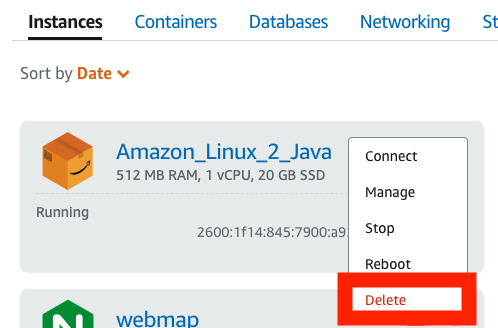 Instances Containers Databases Networking St
Sort by Date
Amazon_Linux_2_Java
512 MB RAM, 1 vCPU, 20 GB SSD
Running
2600:1f14:845:7900:a9
Connect
Manage
Stop
Reboot
Delete
webmap